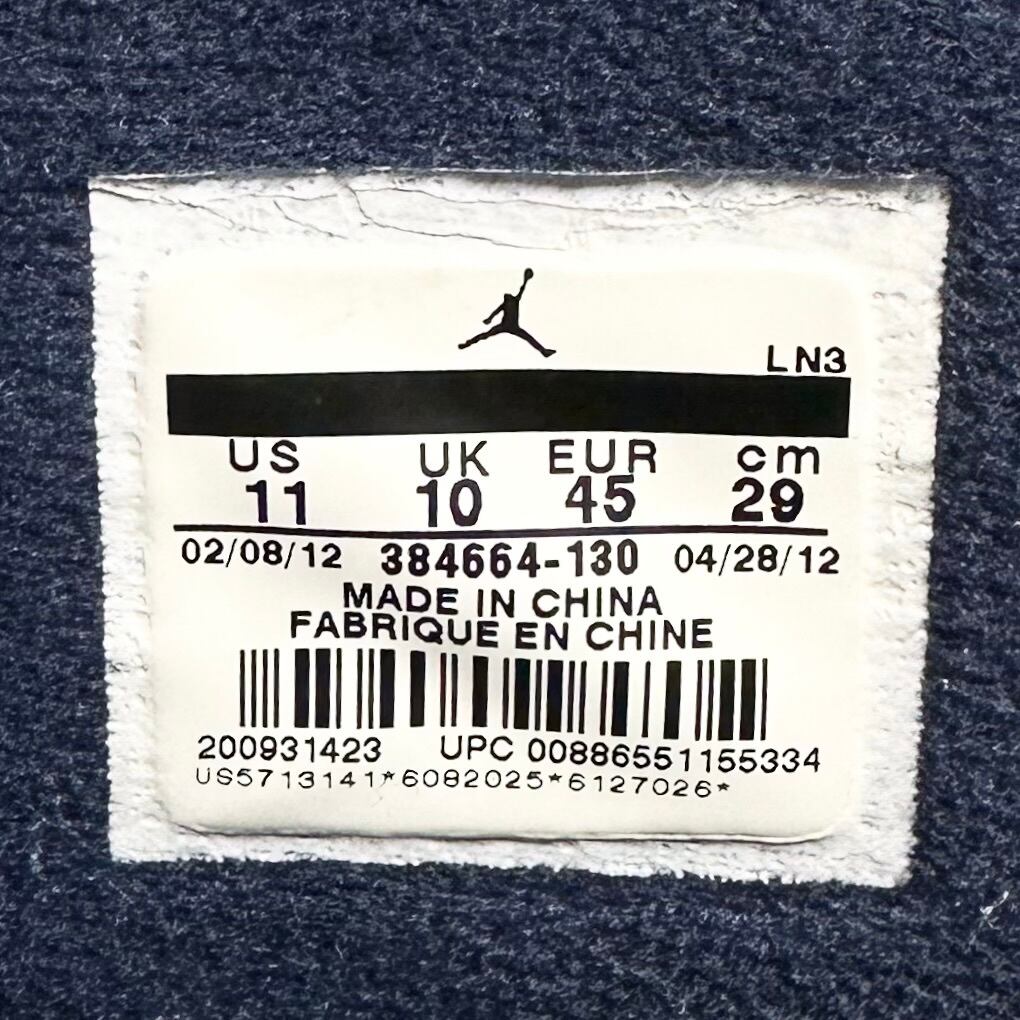 LN3
US UK EUR cm
11 10 45 29
02/08/12 384664-130 04/28/12
MADE IN CHINA
FABRIQUE EN CHINE
200931423 UPC 00886551155334
US5713141*6082025*6127026*